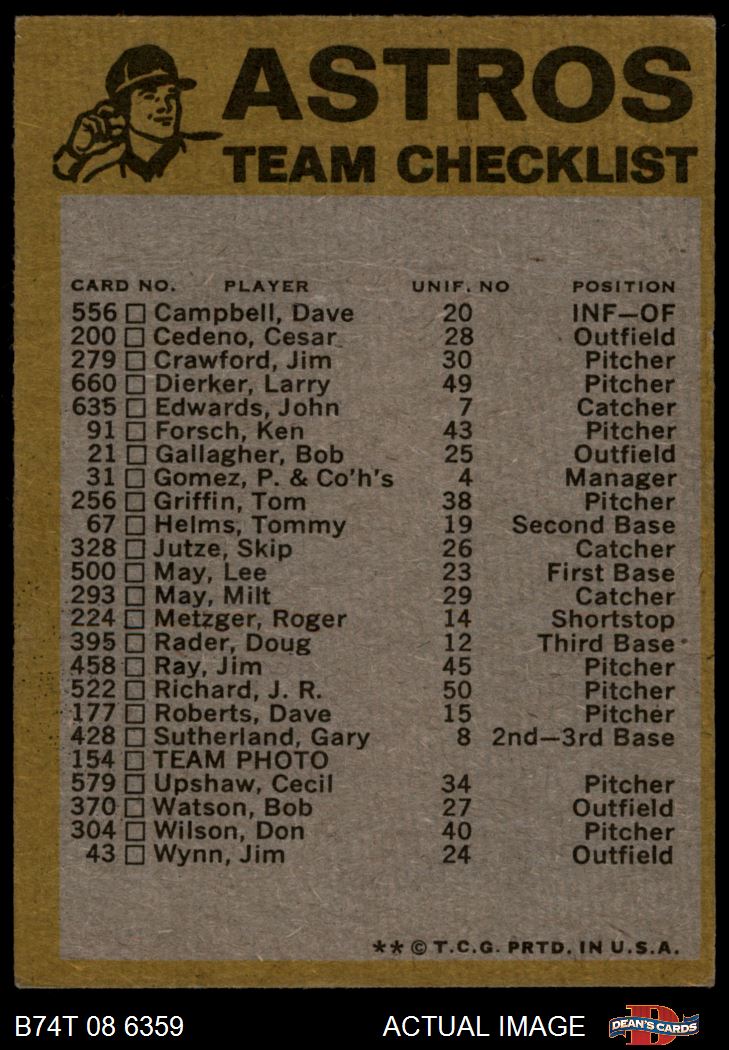 ASTROS
TEAM CHECKLIST
CARD NO. PLAYER UNIF. NO POSITION
556 Campbell, Dave 20 INF—OF
200 Cedeno, Cesar 28 Outfield
279 Crawford, Jim 30 Pitcher
660 Dierker, Larry 49 Pitcher
635 Edwards, John 7 Catcher
91 Forsch, Ken 43 Pitcher
21 Gallagher, Bob 25 Outfield
31 Gomez, P. & Co'h's 4 Manager
256 Griffin, Tom 38 Pitcher
67 Helms, Tommy 19 Second Base
328 Jutze, Skip 26 Catcher
500 May, Lee 23 First Base
293 May, Milt 29 Catcher
224 Metzger, Roger 14 Shortstop
395 Rader, Doug 12 Third Base
458 Ray, Jim 45 Pitcher
522 Richard, J. R. 50 Pitcher
177 Roberts, Dave 15 Pitcher
428 Sutherland, Gary 8 2nd—3rd Base
154 TEAM PHOTO
579 Upshaw, Cecil 34 Pitcher
370 Watson, Bob 27 Outfield
304 Wilson, Don 40 Pitcher
43 Wynn, Jim 24 Outfield
** © T.C.G. PRTD. IN U.S.A.
B74T 08 6359 ACTUAL IMAGE D DEAN'S CARDS